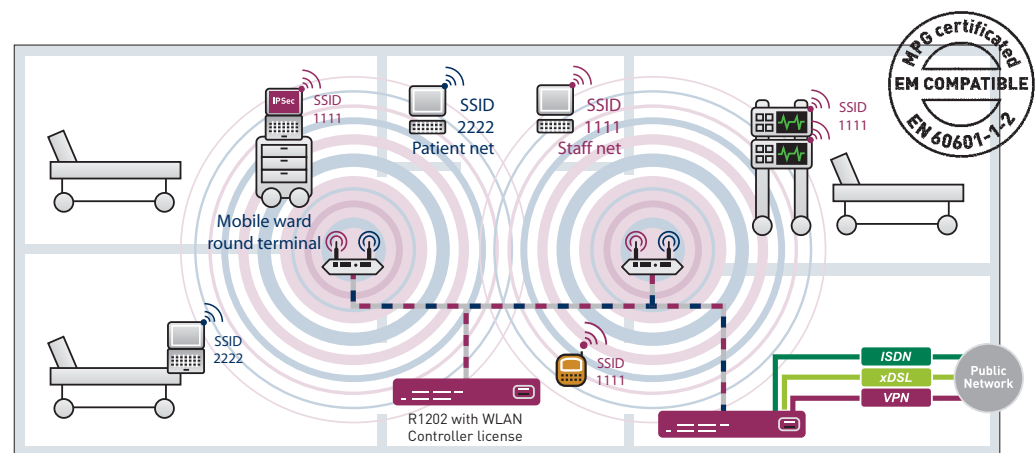 MPG certificated
EM COMPATIBLE
EN 60601-1-2
IPSec
SSID
1111
SSID
2222
Patient net
SSID
1111
Staff net
SSID
1111
Mobile ward
round terminal
SSID
2222
SSID
1111
R1202 with WLAN
Controller license
ISDN
xDSL
VPN
Public
Network